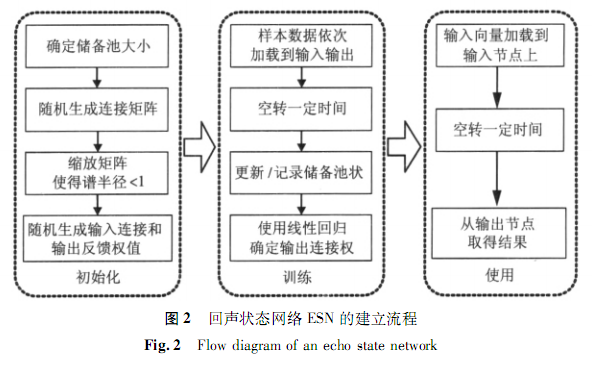 确定储备池大小
随机生成连接矩阵
缩放矩阵
使得谱半径<1
随机生成输入连接和
输出反馈权值
初始化
样本数据依次
加载到输入输出
空转一定时间
更新/记录储备池状
使用线性回归
确定输出连接权
训练
输入向量加载到
输入节点上
空转一定时间
从输出节点
取得结果
使用
图2 回声状态网络 ESN 的建立流程
Fig. 2 Flow diagram of an echo state network